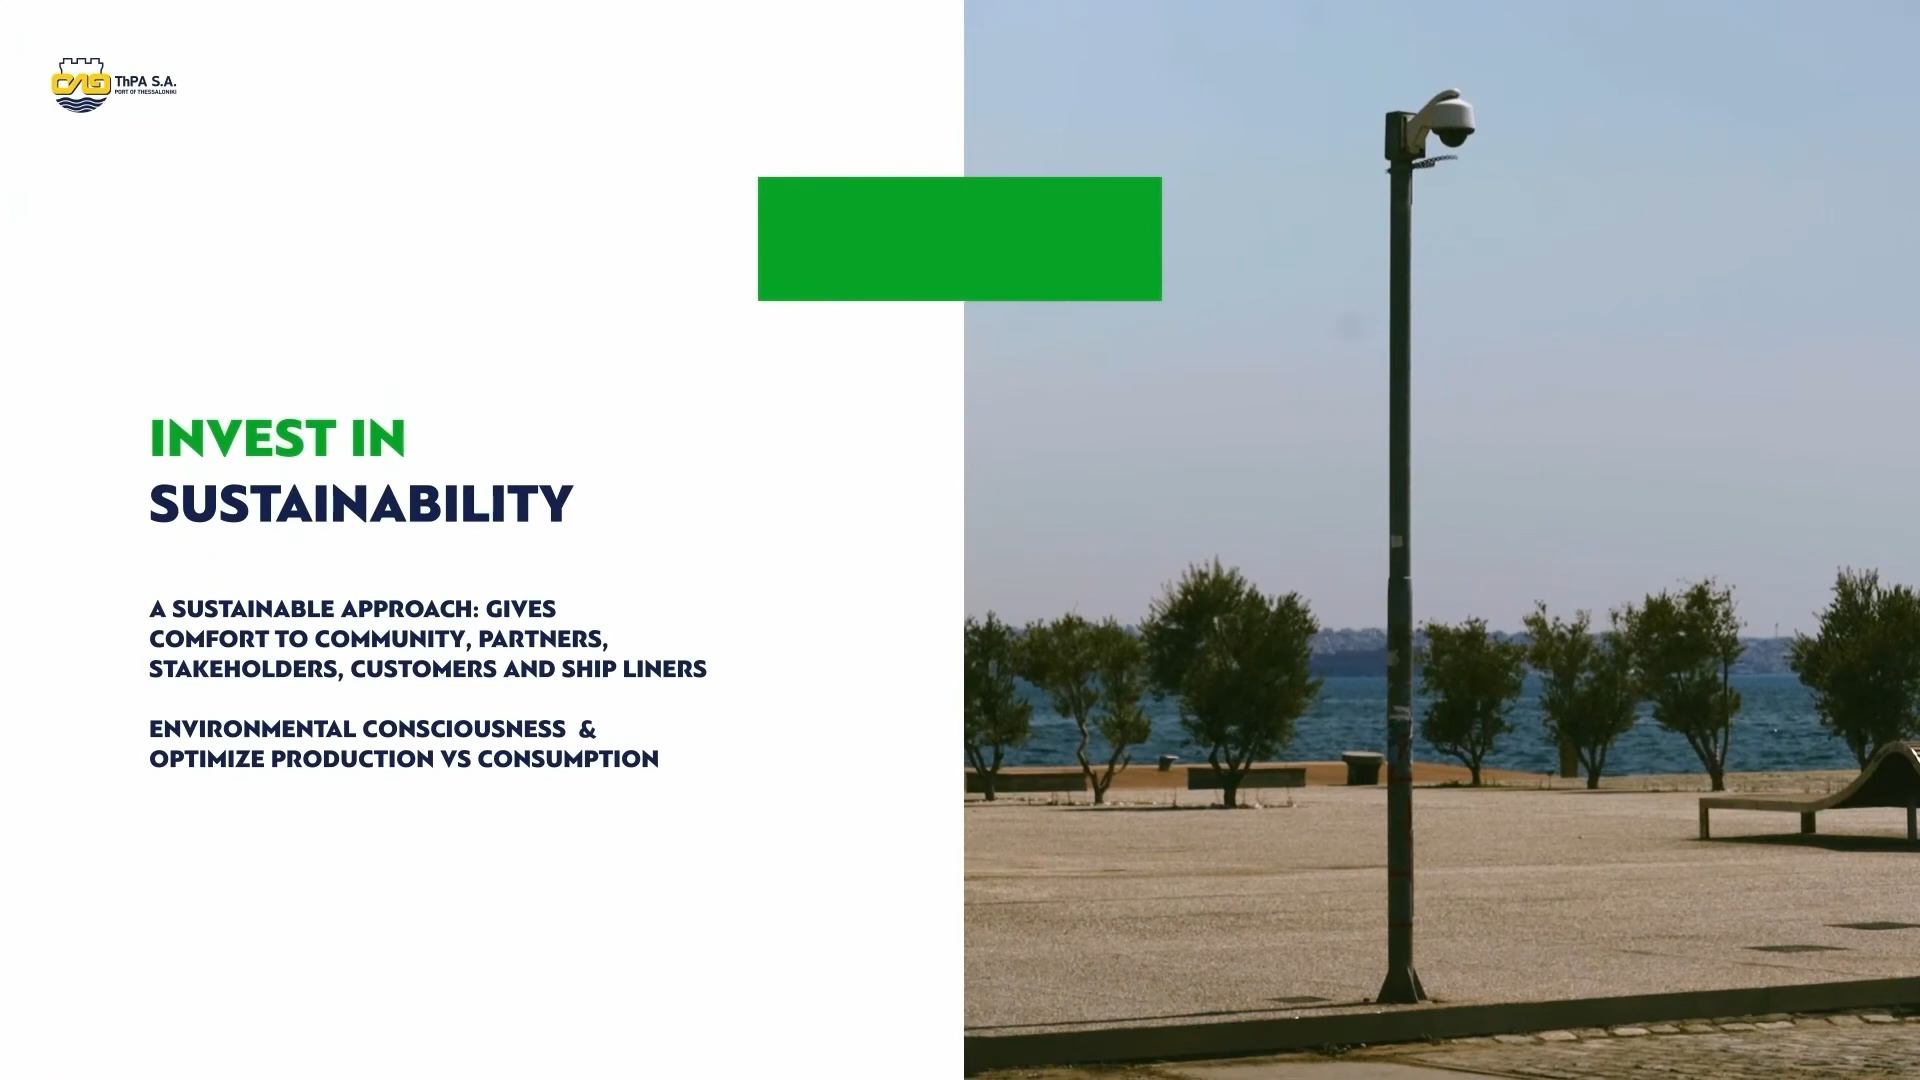 ΟΛΘ
ThPA S.A.
PORT OF THESSALONIKI
INVEST IN
SUSTAINABILITY
A SUSTAINABLE APPROACH: GIVES
COMFORT TO COMMUNITY, PARTNERS,
STAKEHOLDERS, CUSTOMERS AND SHIP LINERS
ENVIRONMENTAL CONSCIOUSNESS &
OPTIMIZE PRODUCTION VS CONSUMPTION